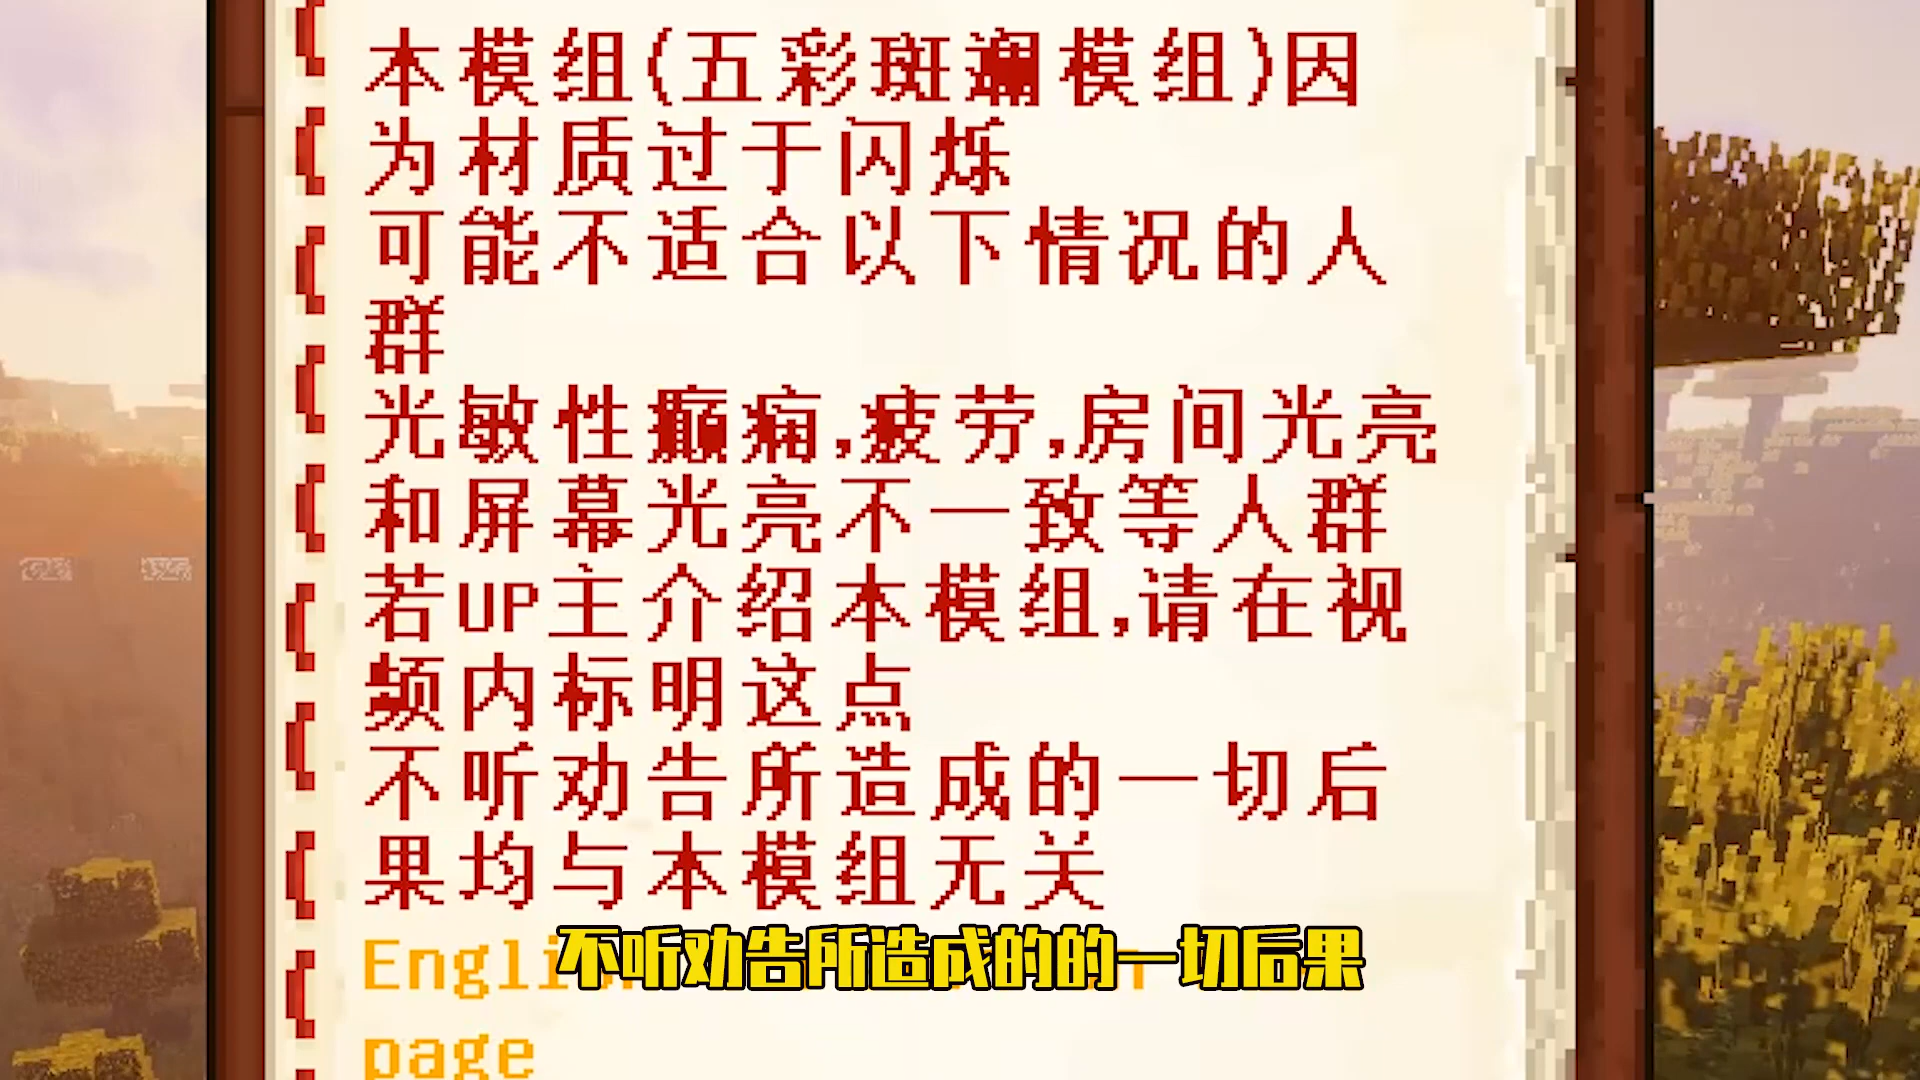 本模组(五彩斑斓模组)因
为材质过于闪烁
可能不适合以下情况的人
群
光敏性癫痫,疲劳,房间光亮
和屏幕光亮不一致等人群
若UP主介绍本模组,请在视
频内标明这点
不听劝告所造成的一切后
果均与本模组无关
Engli
不听劝告所造成的的一切后果
page